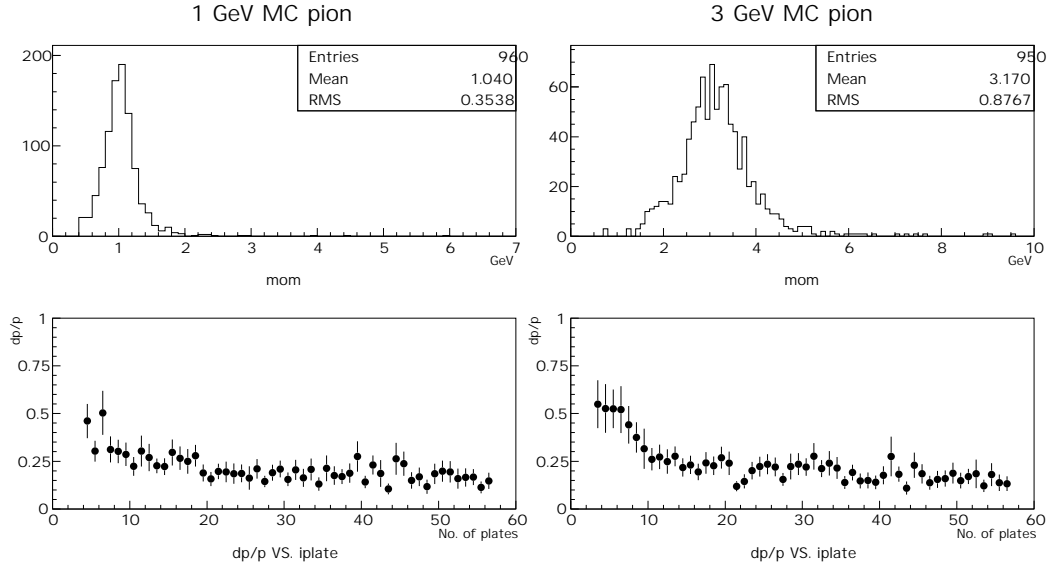 1 GeV MC pion
3 GeV MC pion
Entries 960
Mean 1.040
RMS 0.3538
200
100
0
0 1 2 3 4 5 6 7
GeV
mom
Entries 950
Mean 3.170
RMS 0.8767
60
40
20
0
0 2 4 6 8 10
GeV
mom
dp/p
1
0.75
0.5
0.25
0
0 10 20 30 40 50 60
No. of plates
dp/p VS. iplate
dp/p
1
0.75
0.5
0.25
0
0 10 20 30 40 50 60
No. of plates
dp/p VS. iplate